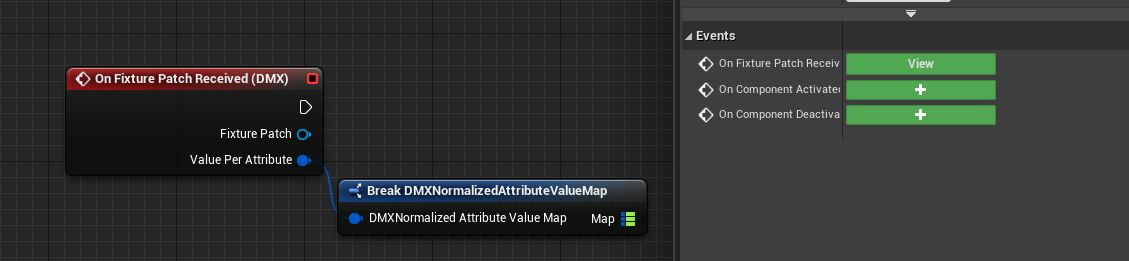 On Fixture Patch Received (DMX)
Fixture Patch
Value Per Attribute
Break DMXNormalizedAttributeValueMap
DMXNormalized Attribute Value Map
Map
Events
On Fixture Patch Receiv
View
On Component Activate
On Component Deactiva